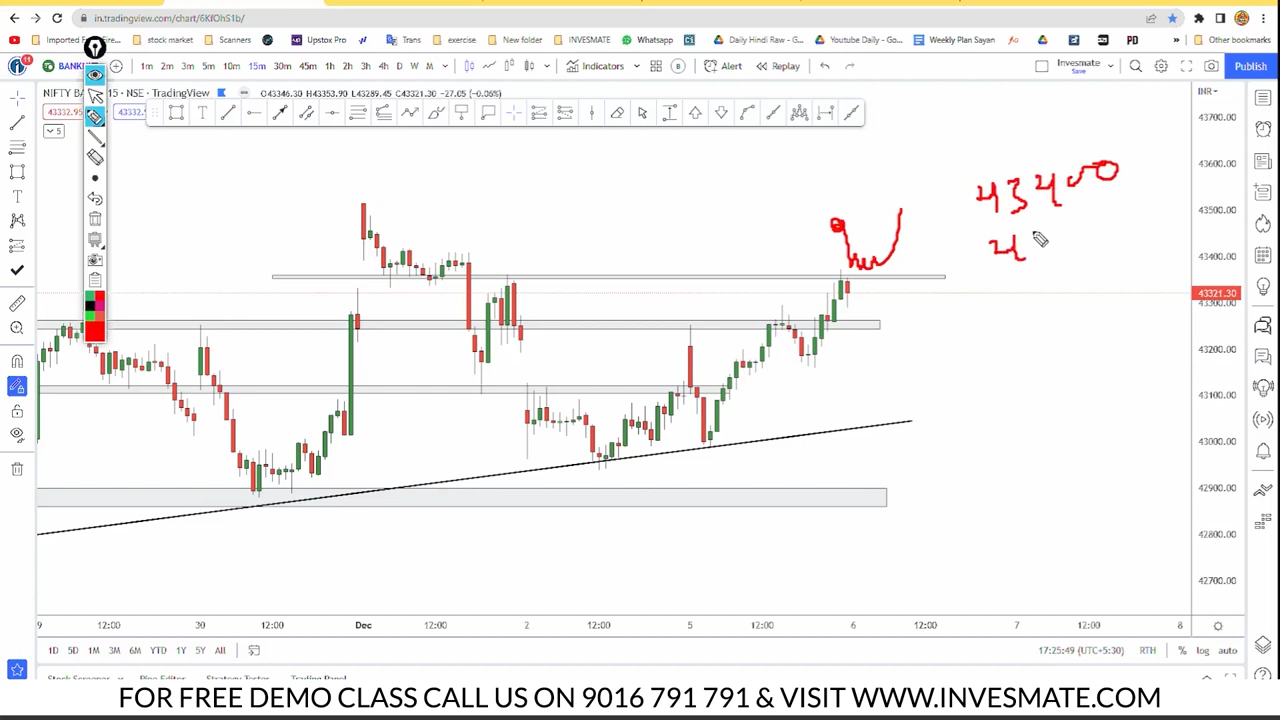 in.tradingview.com/chart/6KfOhS1b/
stock market
Scanners
Upstox Pro
Trans
exercise
New folder
INVESMATE
Whatsapp
Daily Hindi Raw - G...
Youtube Daily - Go...
Weekly Plan Sayan
PD
Other bookmarks
11
1m 2m 3m 5m 10m 15m 30m 45m 1h 2h 3h 4h D W M
Indicators
Alert
Replay
Invesmate
Save
Publish
15 · NSE · TradingView
O43346.30 H43353.90 L43289.45 C43321.30 −27.05 (−0.06%)
INR
5
43700.00
43600.00
43500.00
43400.00
43321.30
43300.00
43200.00
43100.00
43000.00
42900.00
42800.00
42700.00
43400
4
9 12:00 30 12:00 Dec 12:00 2 12:00 5 12:00 6 12:00 7 12:00 8
1D 5D 1M 3M 6M YTD 1Y 5Y All
17:25:49 (UTC+5:30) RTH % log auto
FOR FREE DEMO CLASS CALL US ON 9016 791 791 & VISIT WWW.INVESMATE.COM